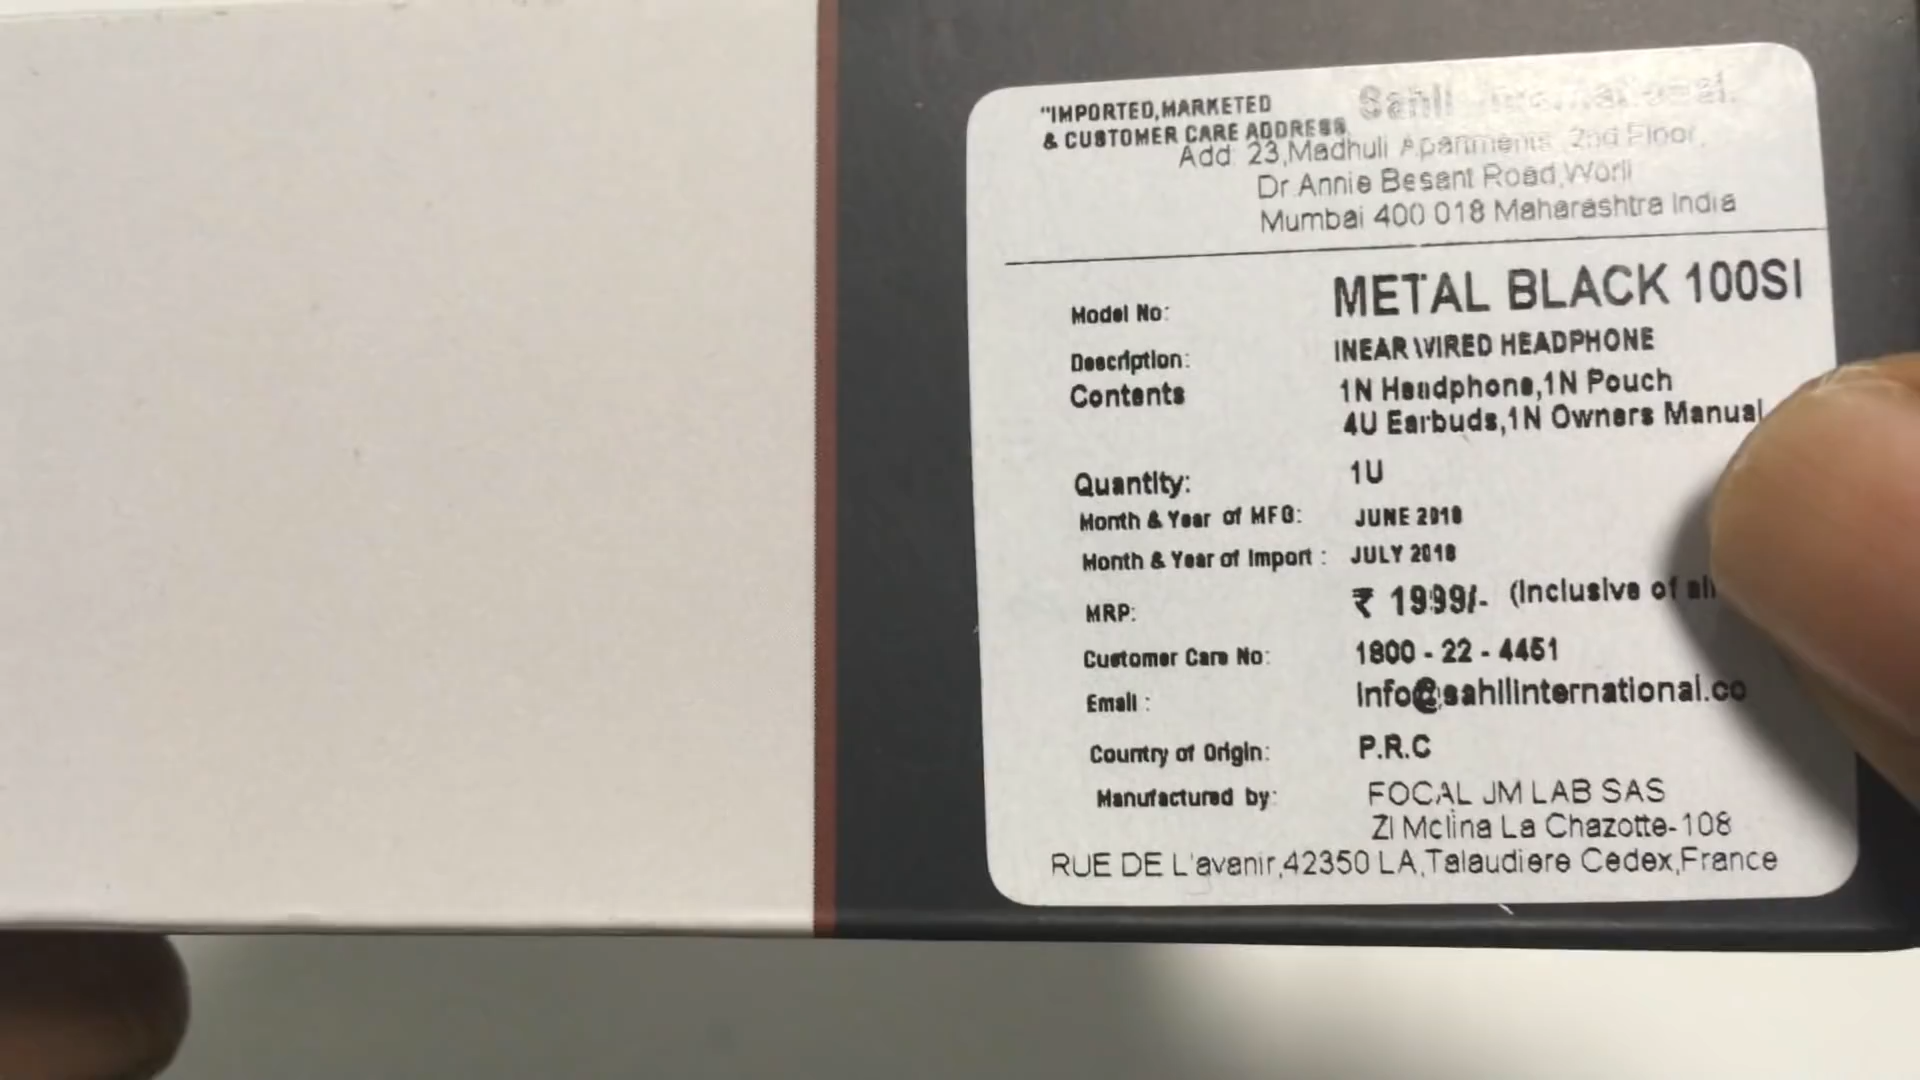 "IMPORTED,MARKETED
& CUSTOMER CARE ADDRESS
Sahil International.
Add: 23,Madhuli Apartments, 2nd Floor,
Dr Annie Besant Road,Worli
Mumbai 400 018 Maharashtra India
Model No: METAL BLACK 100SI
Description: INEAR WIRED HEADPHONE
Contents 1N Headphone,1N Pouch
4U Earbuds,1N Owners Manual
Quantity: 1U
Month & Year of MFG: JUNE 2018
Month & Year of Import : JULY 2018
MRP: ₹ 1999/- (Inclusive of all
Customer Care No: 1800 - 22 - 4451
Email : Info@sahilinternational.co
Country of Origin: P.R.C
Manufactured by: FOCAL JM LAB SAS
ZI Molina La Chazotte-108
RUE DE L'avenir,42350 LA,Talaudiere Cedex,France